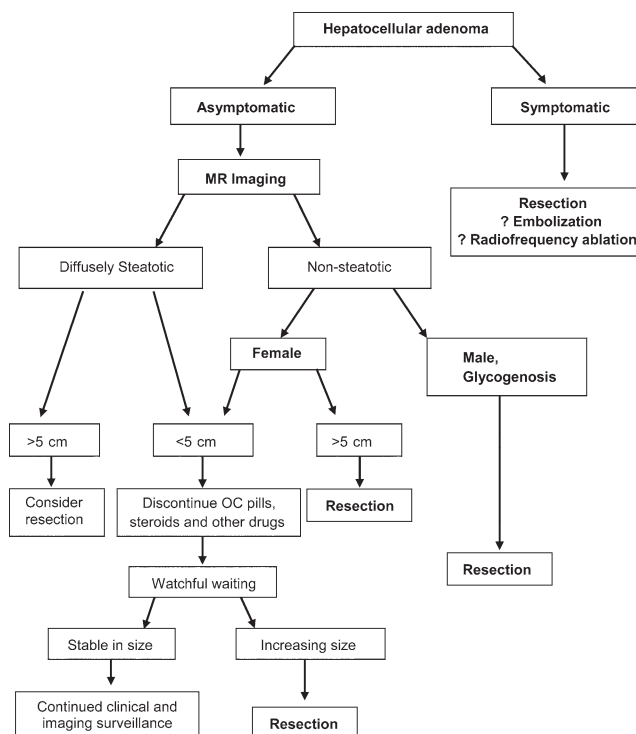 Hepatocellular adenoma
Asymptomatic
Symptomatic
MR Imaging
Resection
? Embolization
? Radiofrequency ablation
Diffusely Steatotic
Non-steatotic
Female
Male,
Glycogenosis
>5 cm
<5 cm
>5 cm
Consider
resection
Discontinue OC pills,
steroids and other drugs
Resection
Resection
Watchful waiting
Stable in size
Increasing size
Continued clinical and
imaging surveillance
Resection